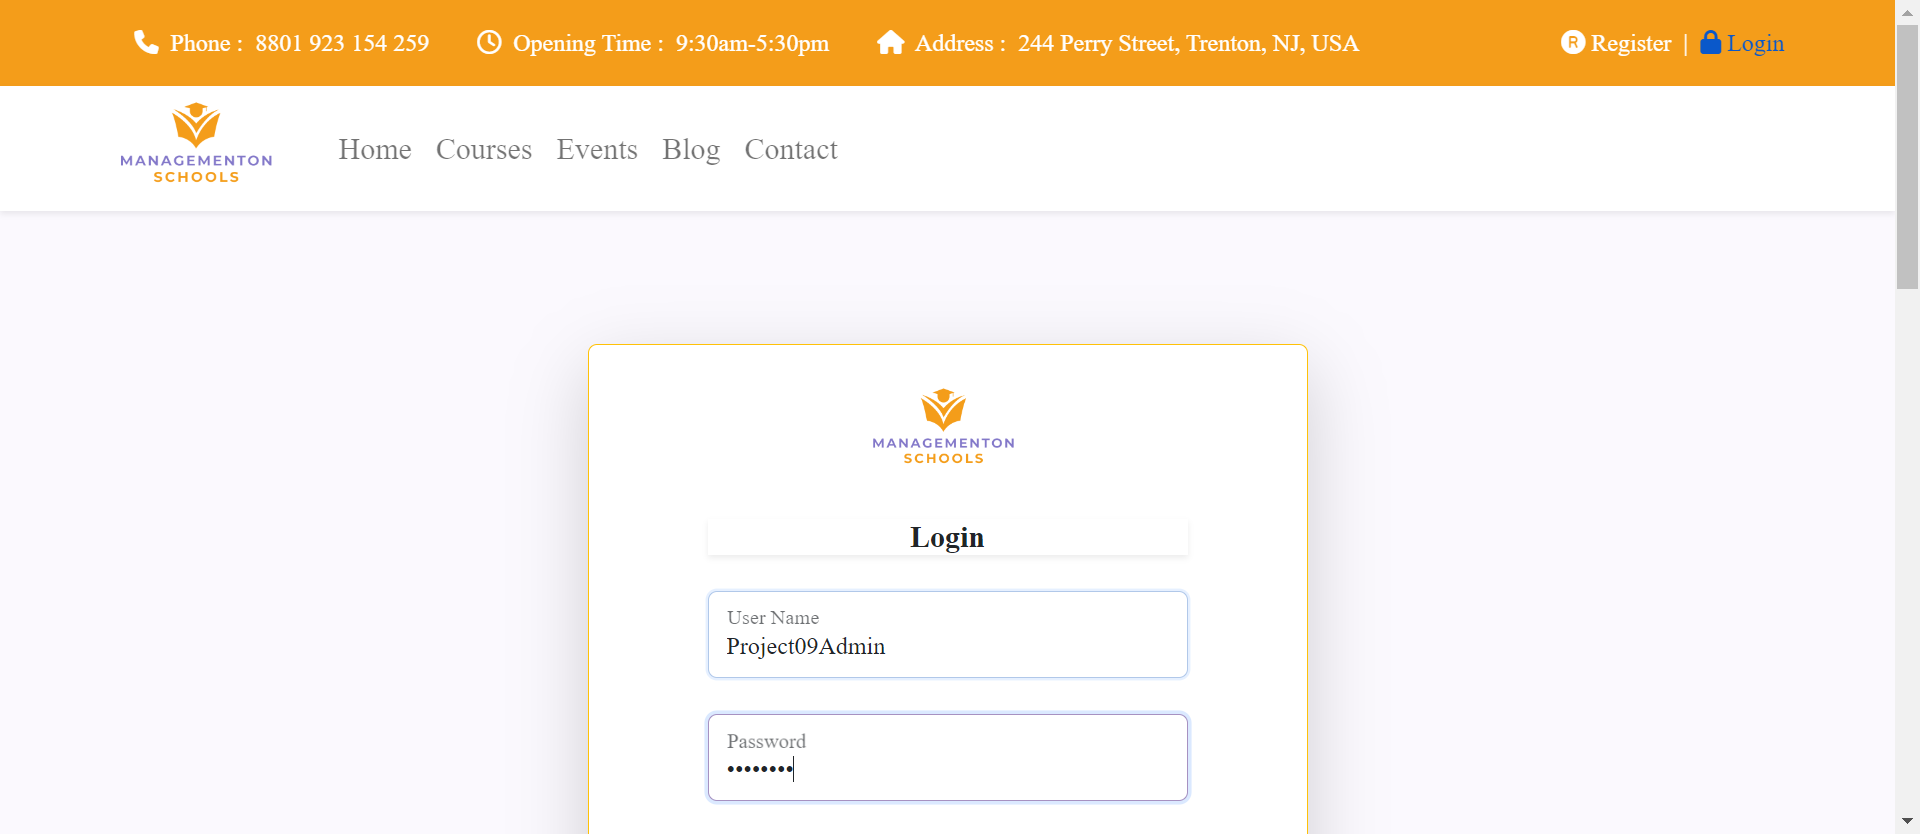 Phone : 8801 923 154 259 Opening Time : 9:30am-5:30pm Address : 244 Perry Street, Trenton, NJ, USA R Register | Login
MANAGEMENTON
SCHOOLS
Home Courses Events Blog Contact
MANAGEMENTON
SCHOOLS
Login
User Name
Project09Admin
Password
••••••••